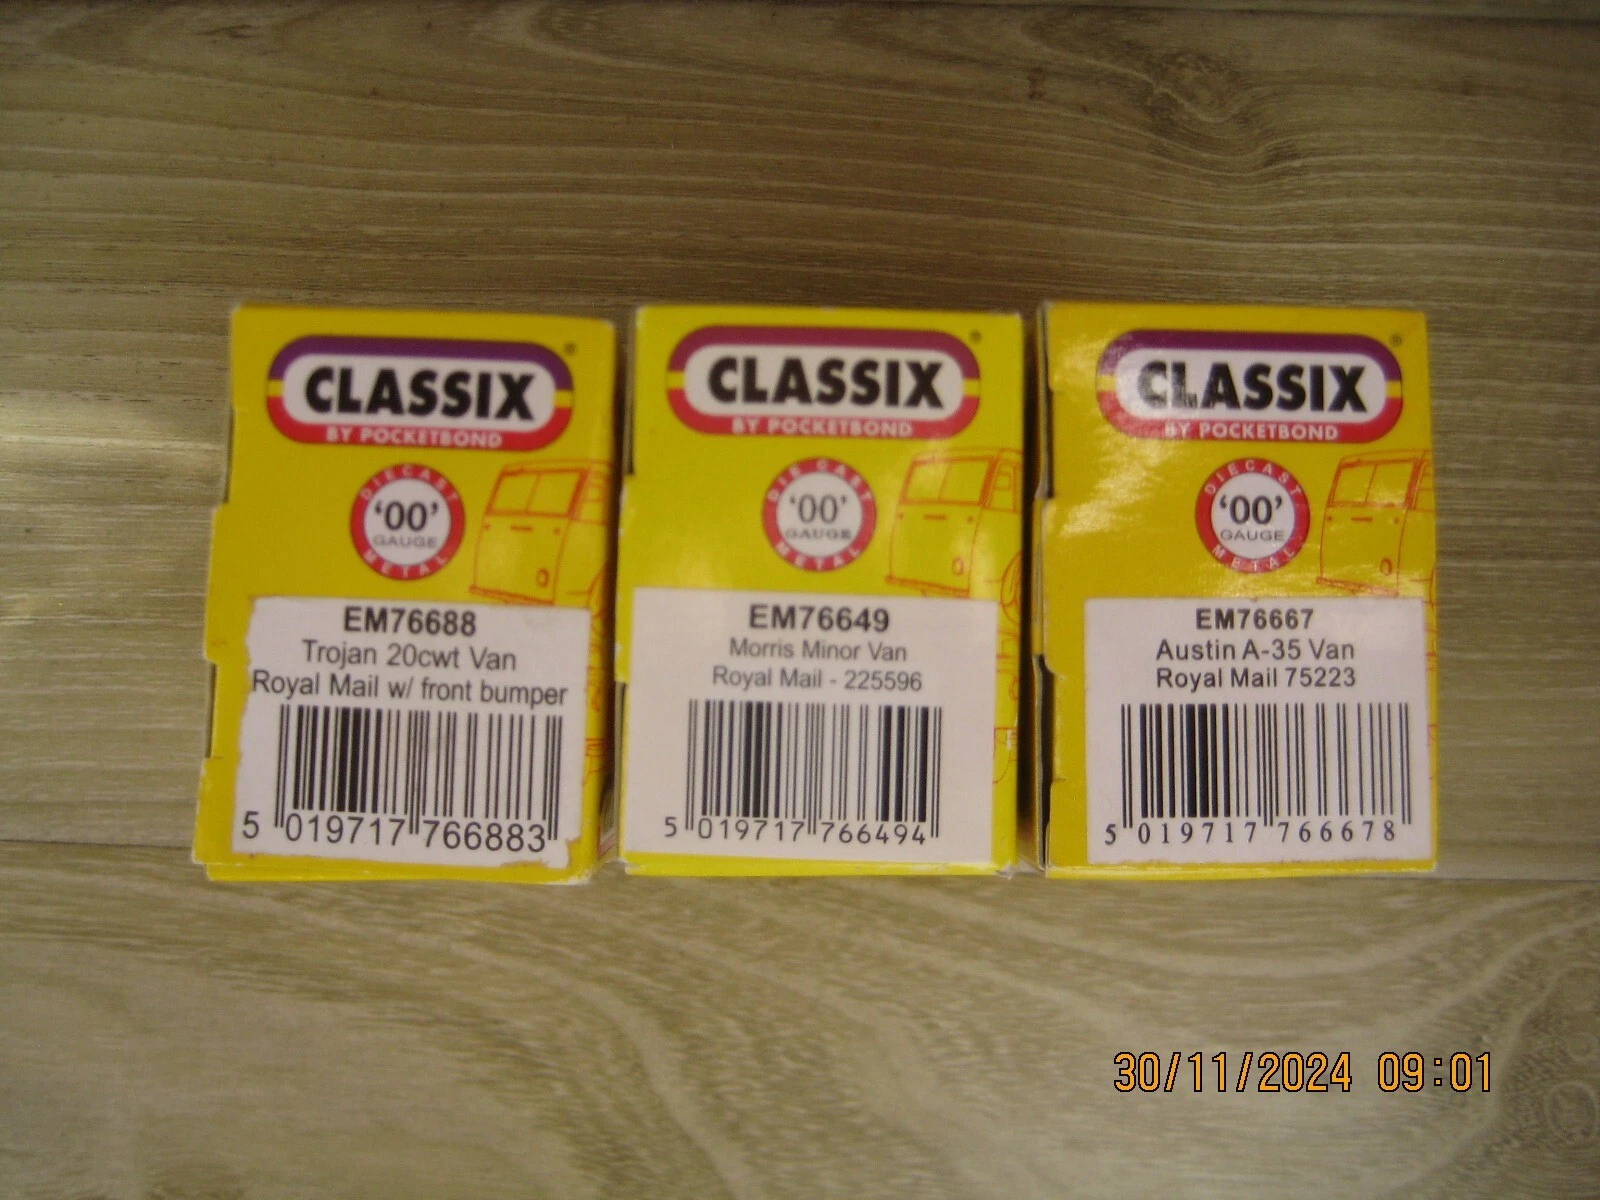 CLASSIX
BY POCKETBOND
DIECAST
'00'
GAUGE
METAL
EM76688
Trojan 20cwt Van
Royal Mail w/ front bumper
5 019717 766883
CLASSIX
BY POCKETBOND
DIE CAST
'00'
GAUGE
METAL
EM76649
Morris Minor Van
Royal Mail - 225596
5 019717 766494
CLASSIX
BY POCKETBOND
DIECAST
'00'
GAUGE
METAL
EM76667
Austin A-35 Van
Royal Mail 75223
5 019717 766678
30/11/2024 09:01